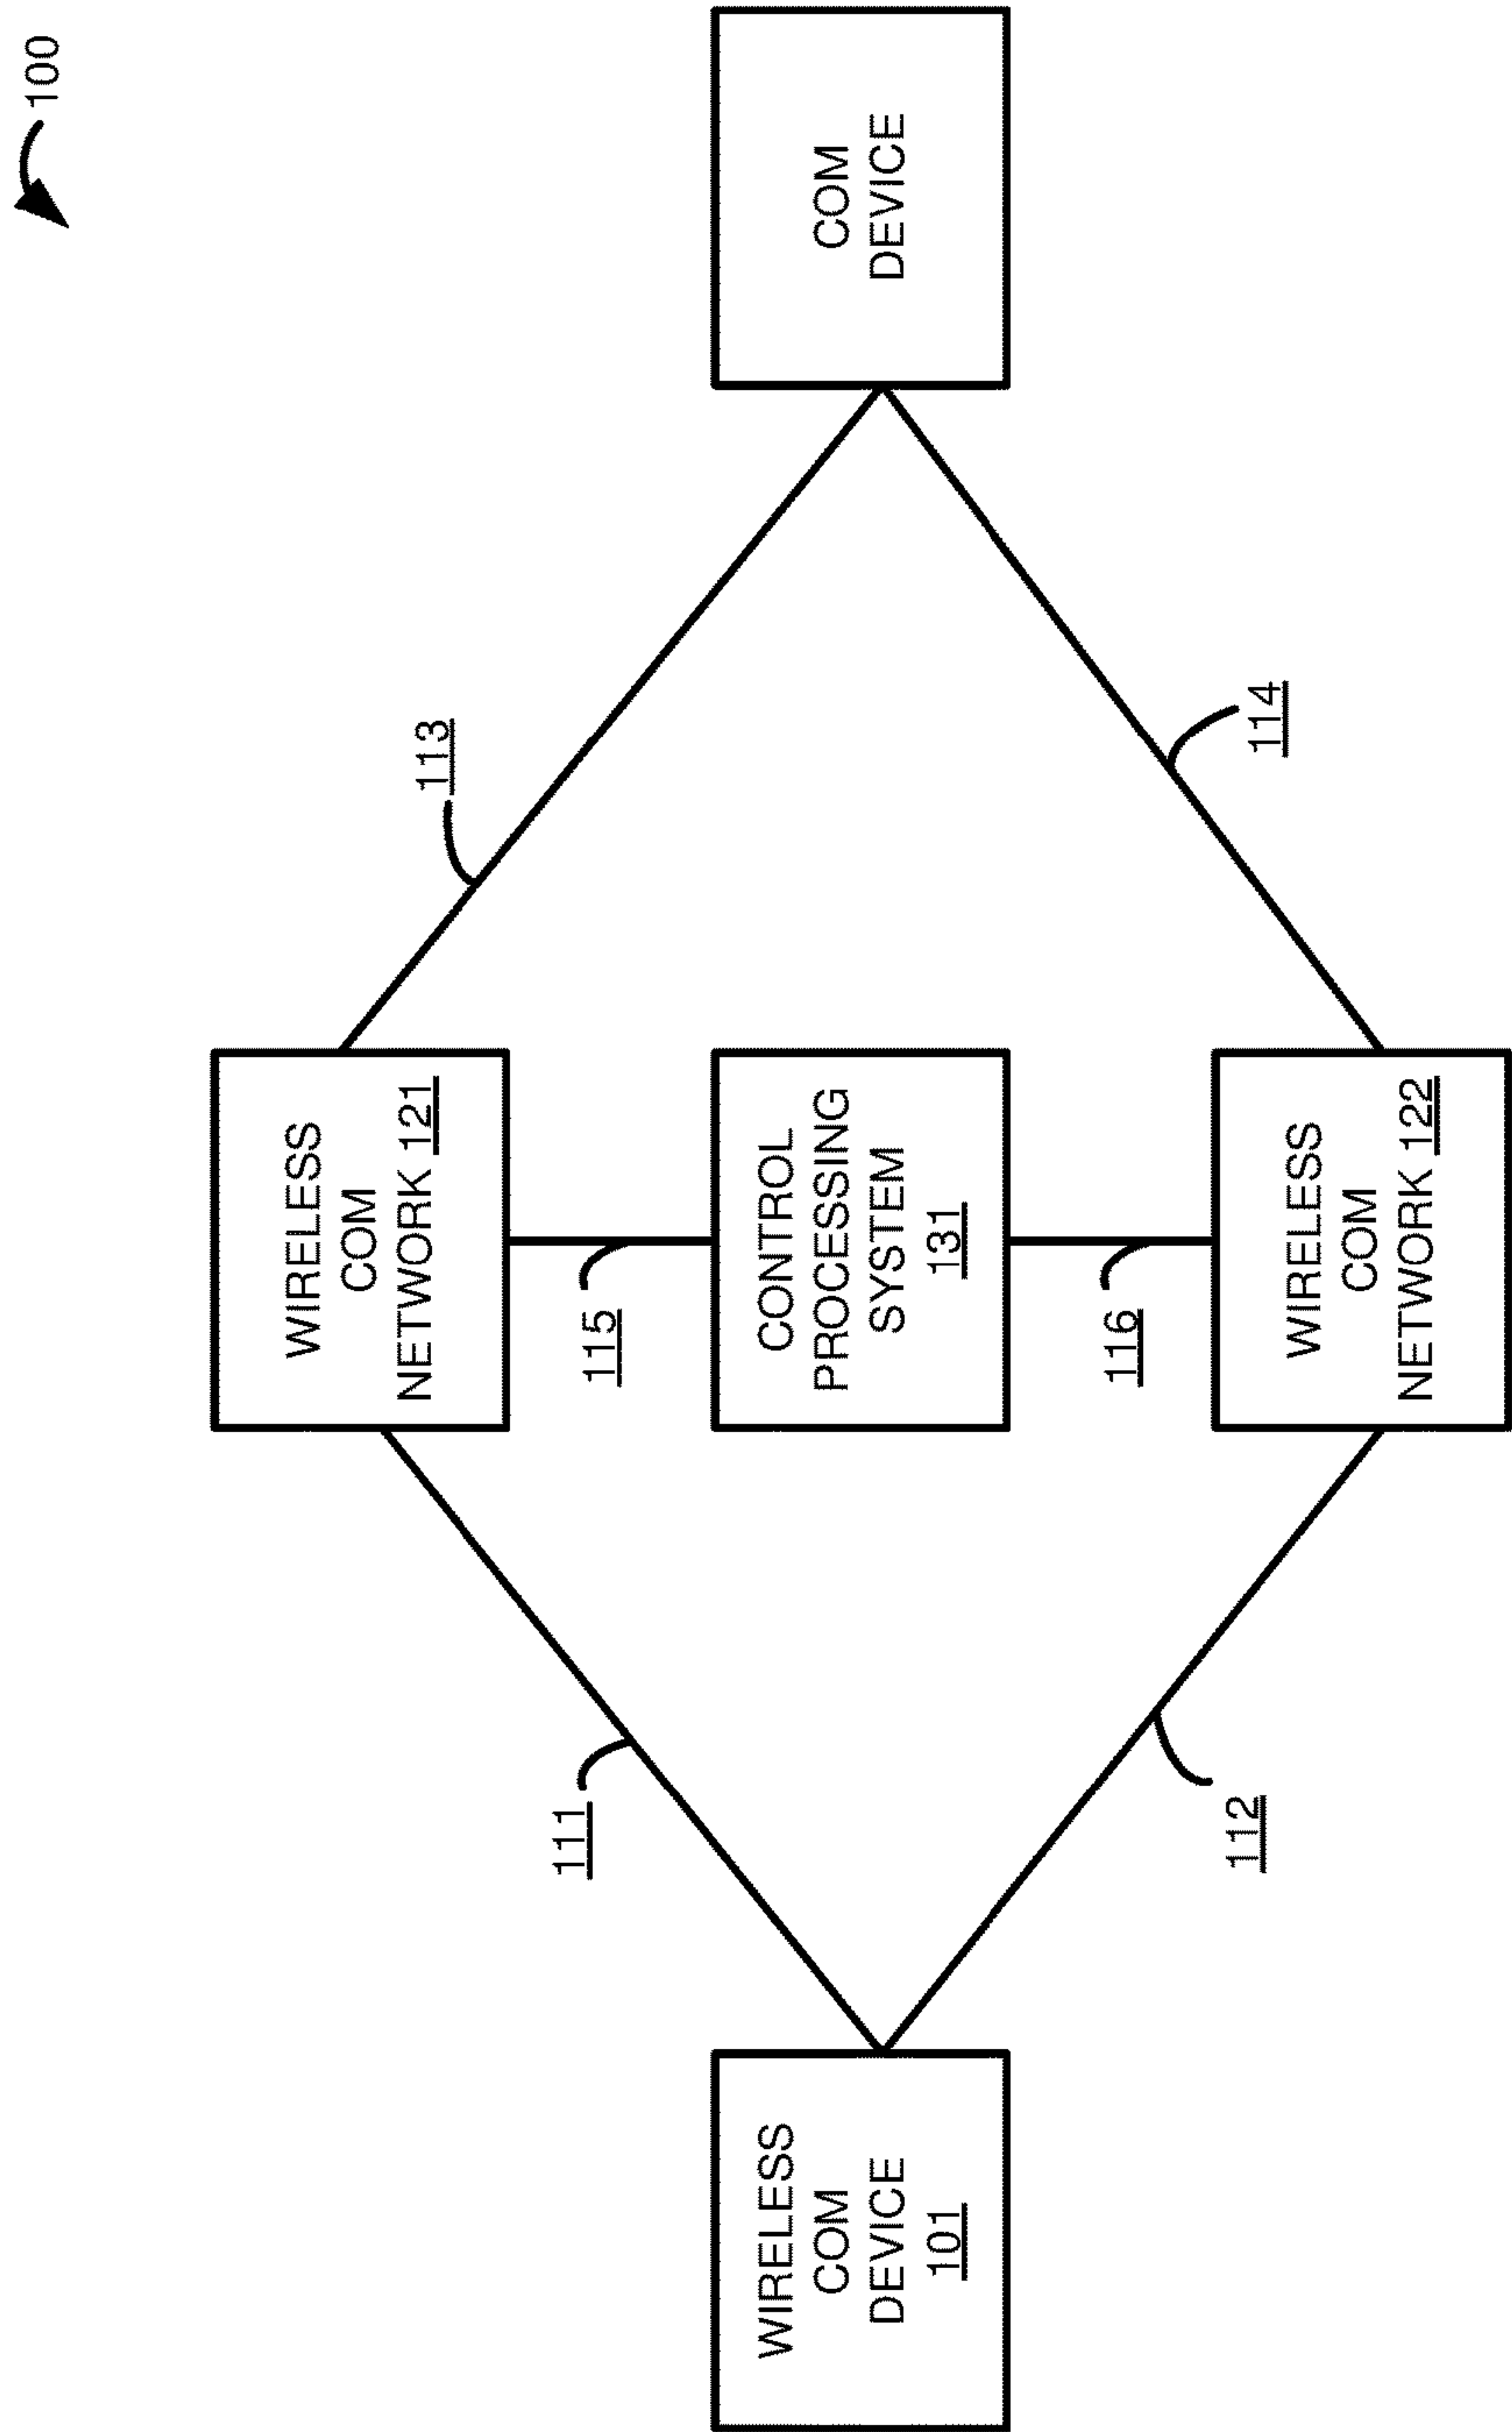 100
WIRELESS
COM
NETWORK 121
113
111
115
WIRELESS
COM
DEVICE
101
CONTROL
PROCESSING
SYSTEM
131
COM
DEVICE
116
112
114
WIRELESS
COM
NETWORK 122